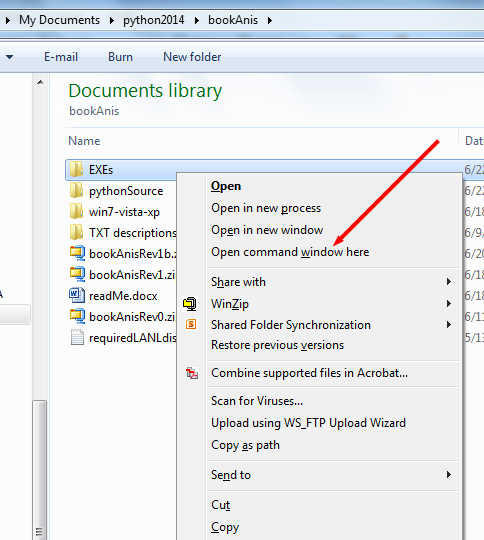 My Documents python2014 bookAnis
E-mail Burn New folder
Documents library
bookAnis
Name Dat
EXEs 6/22
pythonSource 6/22
win7-vista-xp 6/18
TXT descriptions 6/9/
bookAnisRev1b.z 6/20
bookAnisRev1.zi 6/18
readMe.docx 6/18
bookAnisRev0.zi 6/11
requiredLANLdis 5/13
Open
Open in new process
Open in new window
Open command window here
Share with
WinZip
Shared Folder Synchronization
Restore previous versions
Combine supported files in Acrobat...
Scan for Viruses...
Upload using WS_FTP Upload Wizard
Copy as path
Send to
Cut
Copy